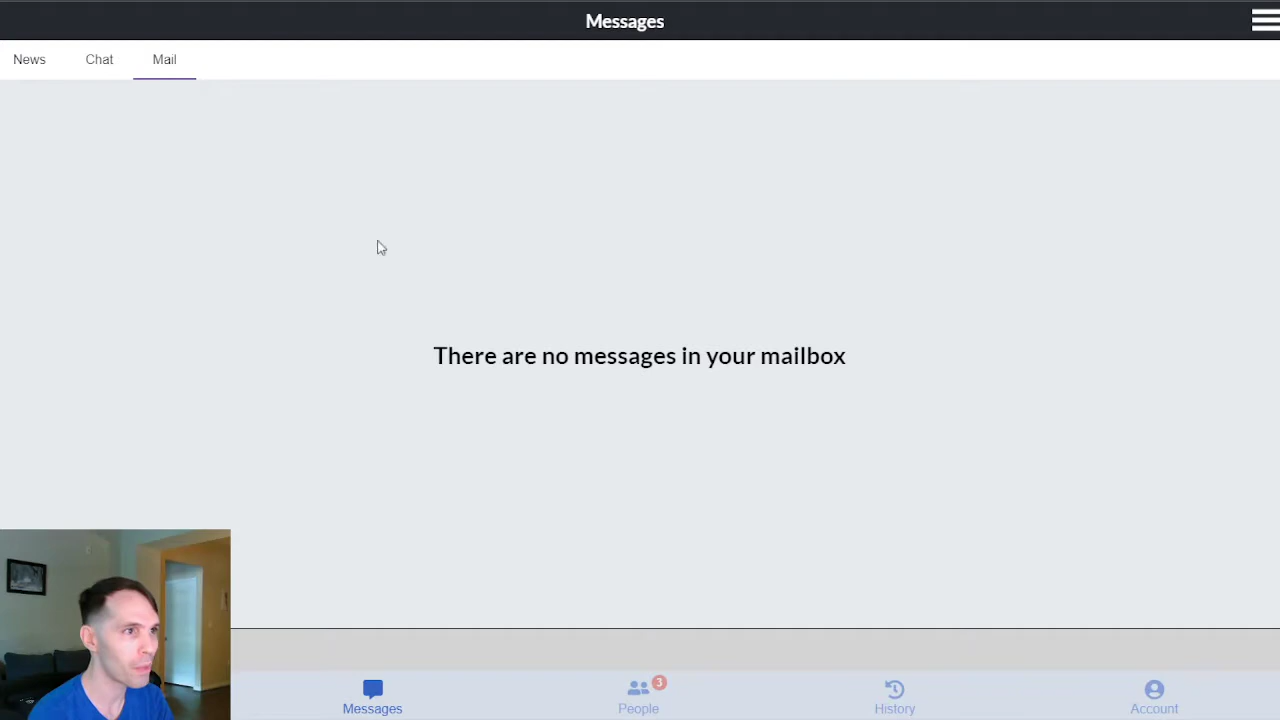 Messages
News
Chat
Mail
There are no messages in your mailbox
Messages
People
3
History
Account